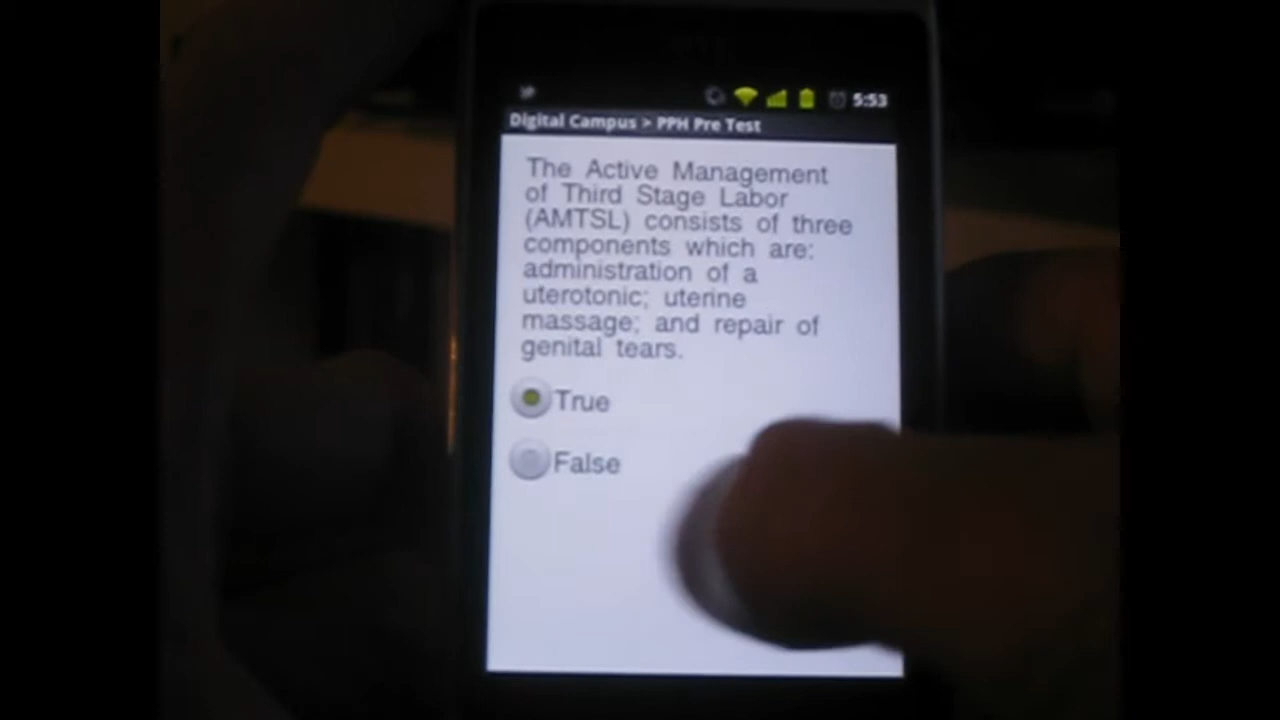 5:53
Digital Campus > PPH Pre Test
The Active Management
of Third Stage Labor
(AMTSL) consists of three
components which are:
administration of a
uterotonic; uterine
massage; and repair of
genital tears.
True
False